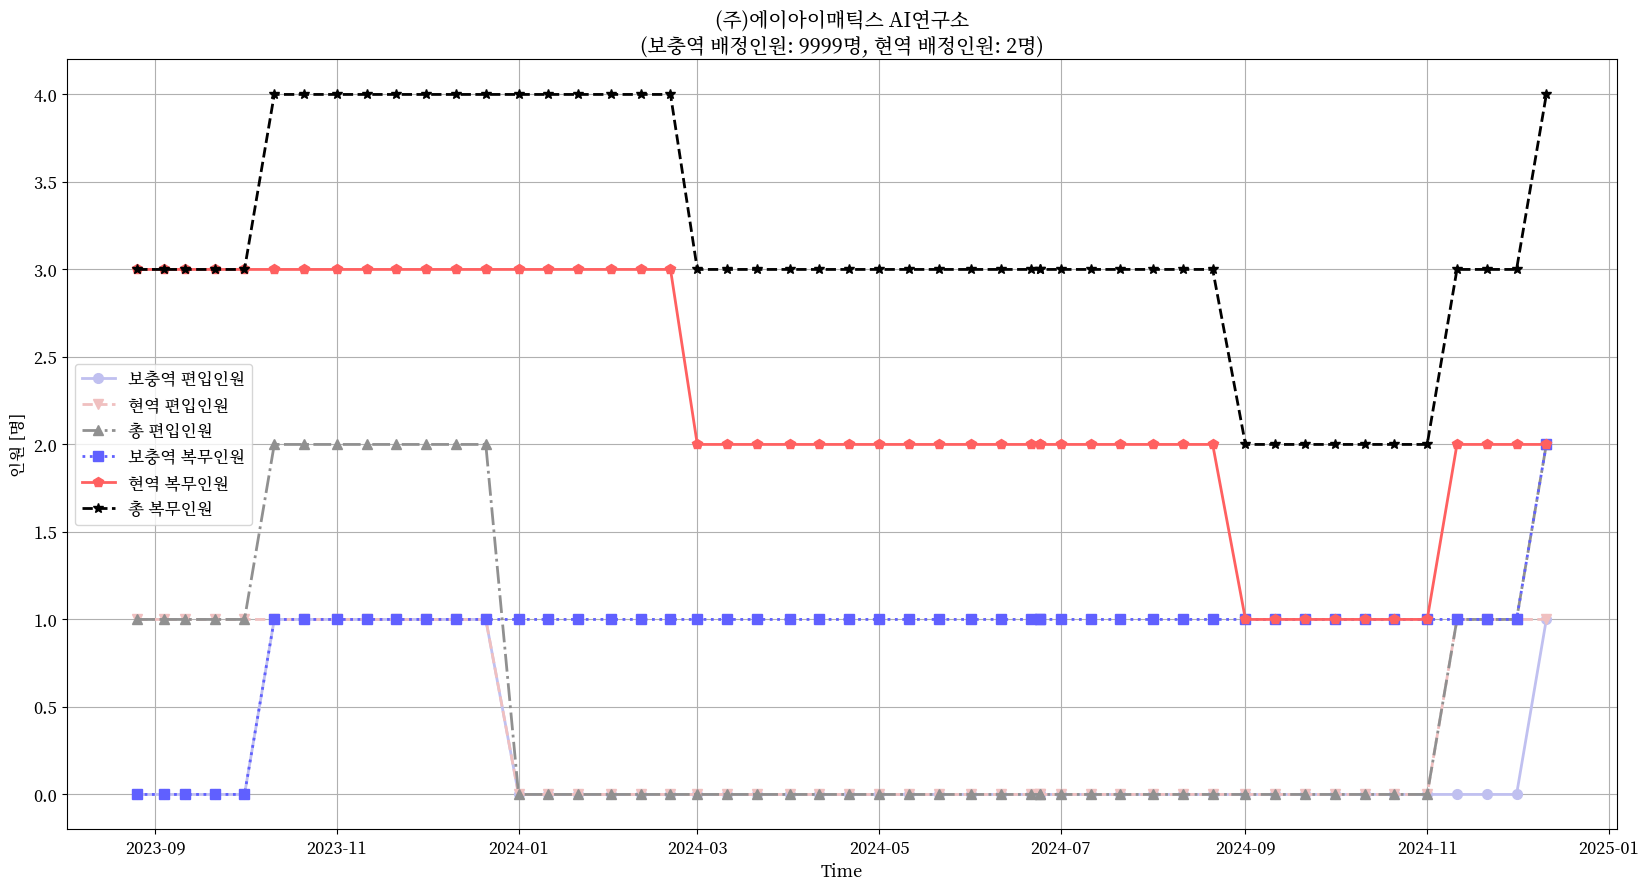 (주)에이아이매틱스 AI연구소
(보충역 배정인원: 9999명, 현역 배정인원: 2명)
4.0
3.5
3.0
2.5
2.0
1.5
1.0
0.5
0.0
인원 [명]
보충역 편입인원
현역 편입인원
총 편입인원
보충역 복무인원
현역 복무인원
총 복무인원
2023-09 2023-11 2024-01 2024-03 2024-05 2024-07 2024-09 2024-11 2025-01
Time